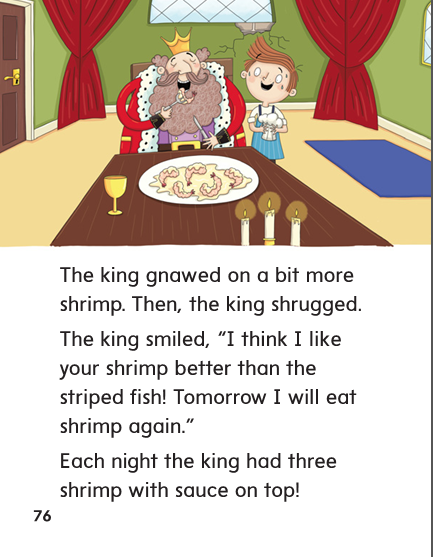 The king gnawed on a bit more
shrimp. Then, the king shrugged.
The king smiled, “I think I like
your shrimp better than the
striped fish! Tomorrow I will eat
shrimp again.”
Each night the king had three
shrimp with sauce on top!
76